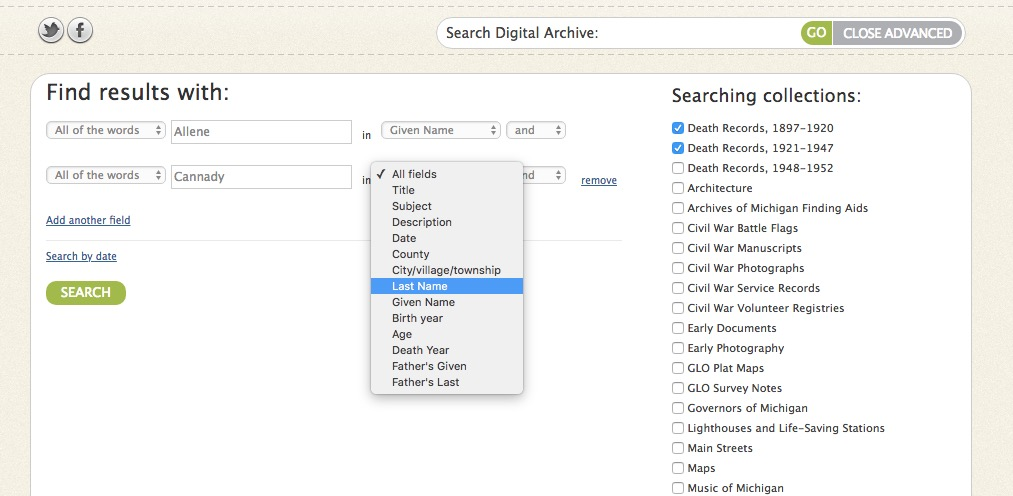 Search Digital Archive: GO CLOSE ADVANCED
Find results with:
All of the words Allene in Given Name and
All of the words Cannady in nd remove
✓ All fields
Title
Subject
Description
Date
County
City/village/township
Last Name
Given Name
Birth year
Age
Death Year
Father's Given
Father's Last
Add another field
Search by date
SEARCH
Searching collections:
Death Records, 1897-1920
Death Records, 1921-1947
Death Records, 1948-1952
Architecture
Archives of Michigan Finding Aids
Civil War Battle Flags
Civil War Manuscripts
Civil War Photographs
Civil War Service Records
Civil War Volunteer Registries
Early Documents
Early Photography
GLO Plat Maps
GLO Survey Notes
Governors of Michigan
Lighthouses and Life-Saving Stations
Main Streets
Maps
Music of Michigan